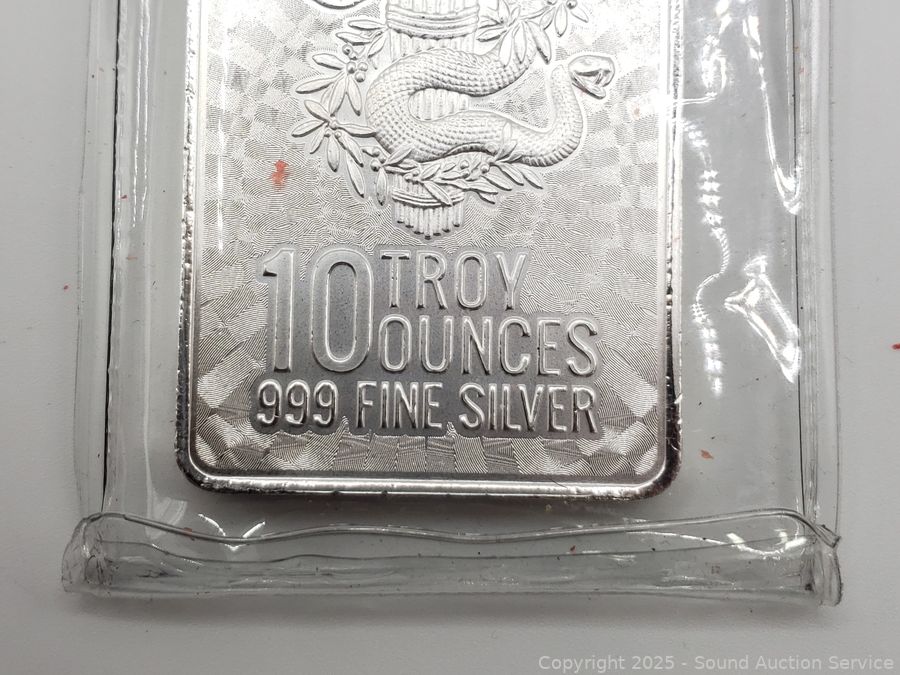 10 TROY
OUNCES
999 FINE SILVER
Copyright 2025 - Sound Auction Service